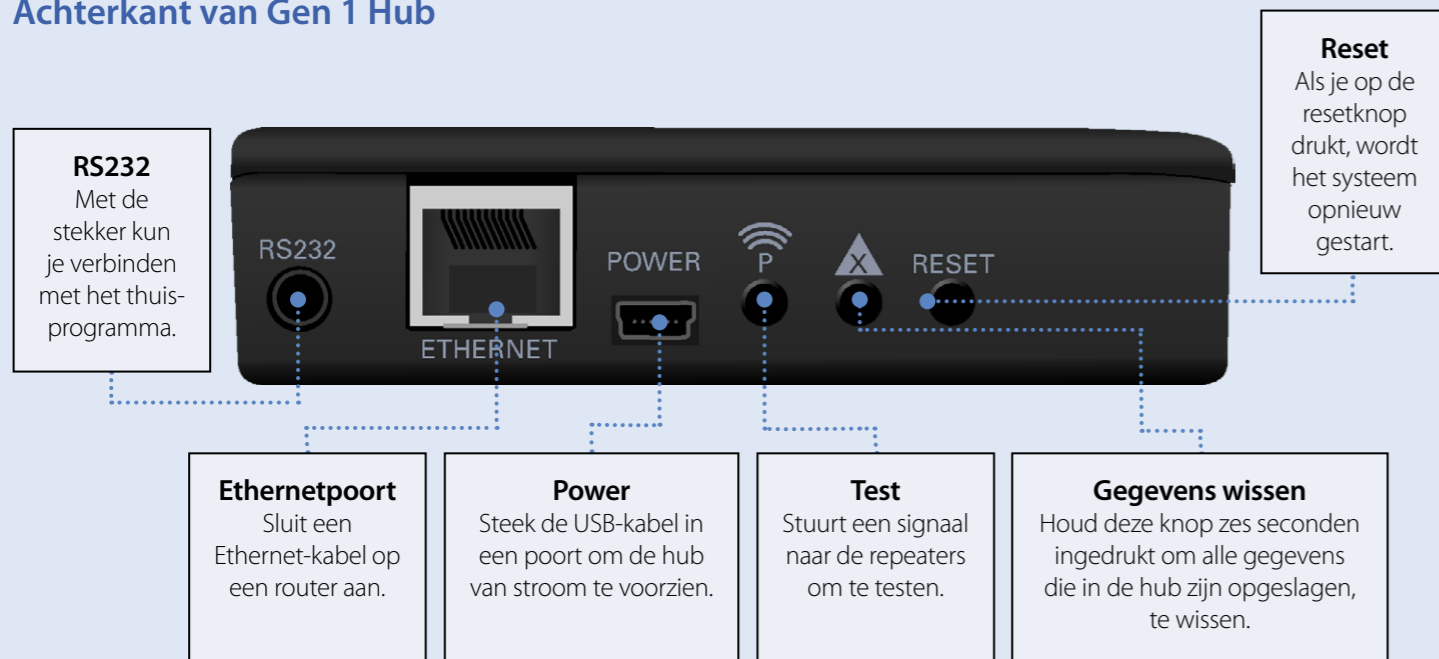 Achterkant van Gen 1 Hub
Reset
Als je op de
resetknop
drukt, wordt
het systeem
opnieuw
gestart.
RS232
Met de
stekker kun
je verbinden
met het thuis-
programma.
RS232
ETHERNET
POWER
P
X
RESET
Ethernetpoort
Sluit een
Ethernet-kabel op
een router aan.
Power
Steek de USB-kabel in
een poort om de hub
van stroom te voorzien.
Test
Stuurt een signaal
naar de repeaters
om te testen.
Gegevens wissen
Houd deze knop zes seconden
ingedrukt om alle gegevens
die in de hub zijn opgeslagen,
te wissen.